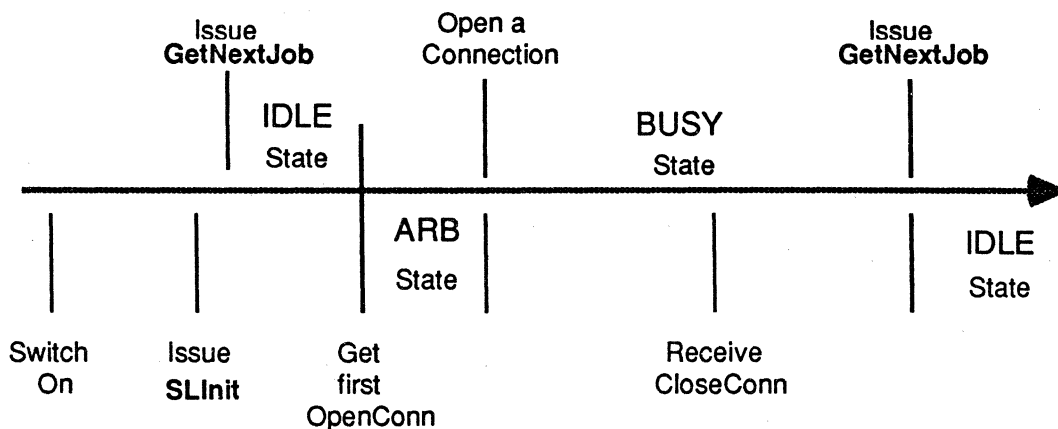 Issue
GetNextJob
Open a
Connection
Issue
GetNextJob
IDLE
State
BUSY
State
ARB
State
IDLE
State
Switch
On
Issue
SLInit
Get
first
OpenConn
Receive
CloseConn